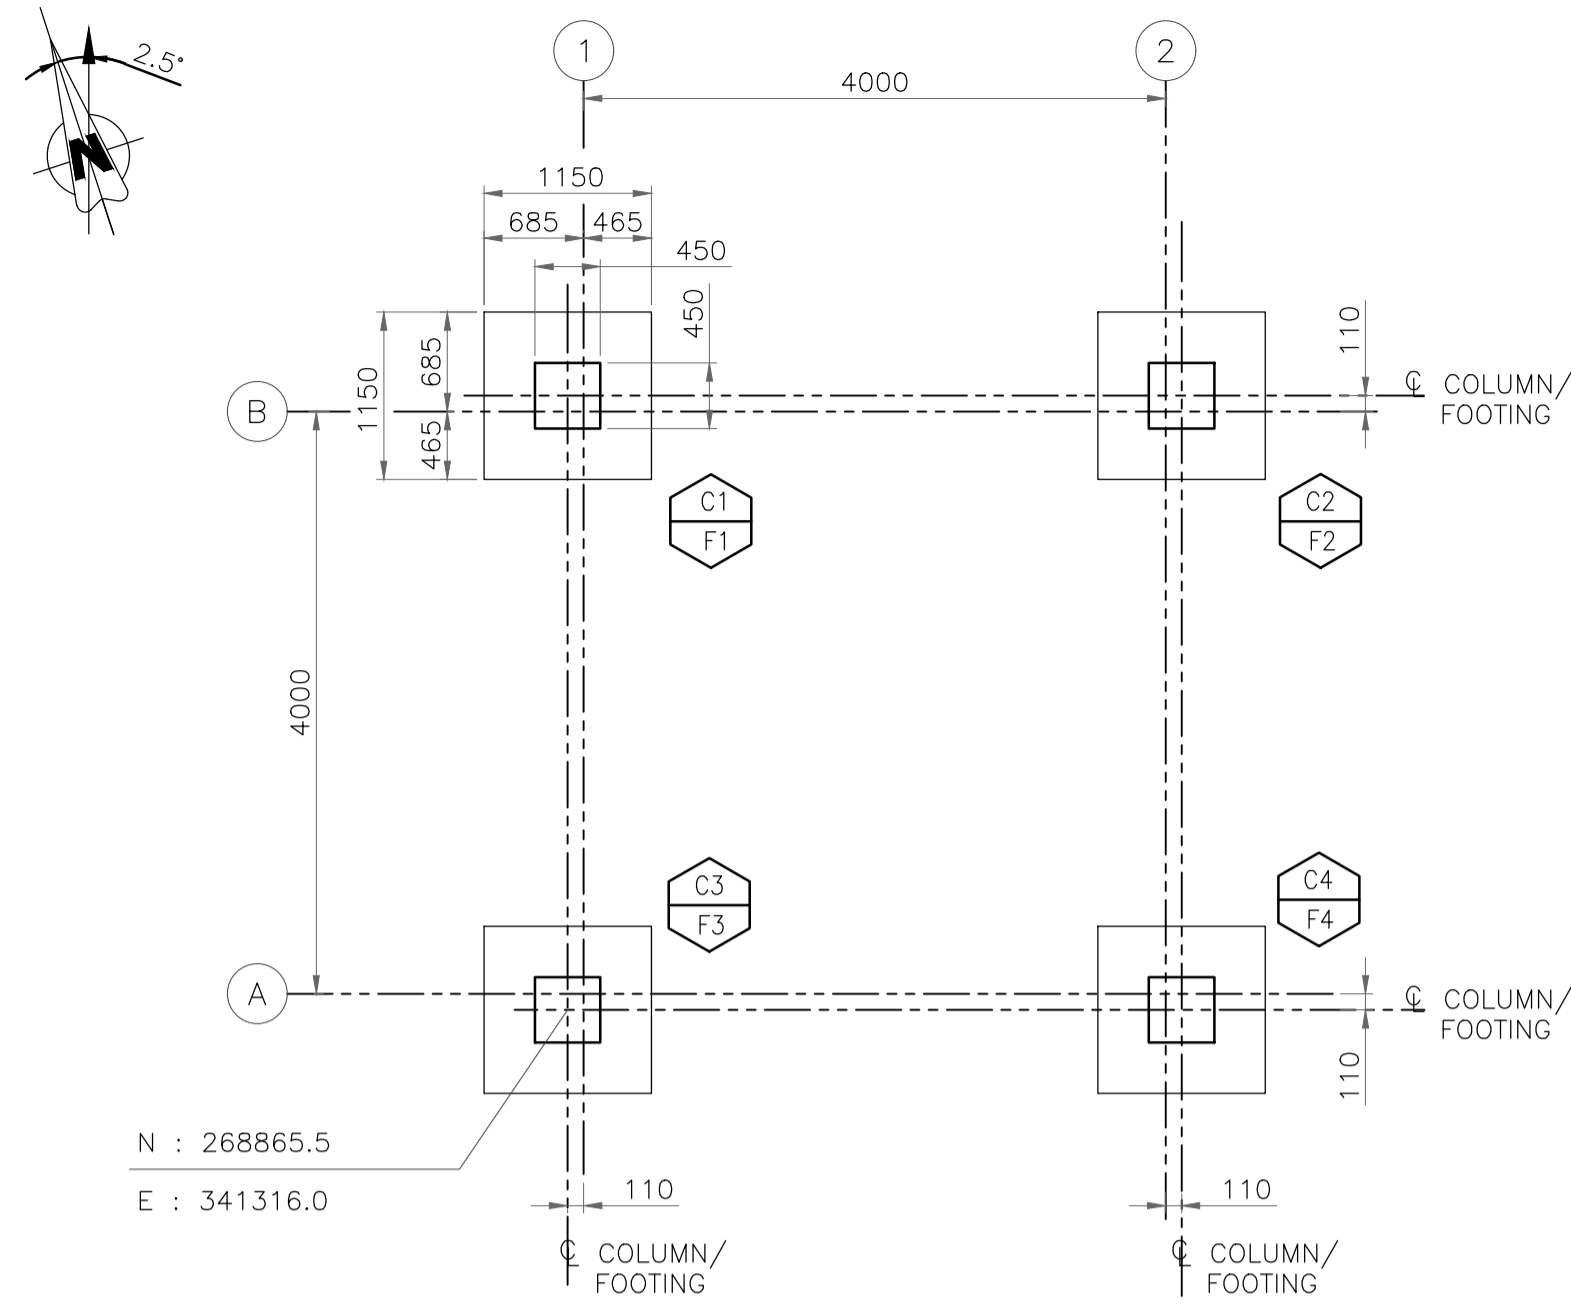 1
2
2.5°
4000
N
1150
685 465
450
450
110
685
1150
℄ COLUMN/
FOOTING
B
465
C1
F1
C2
F2
4000
C3
F3
C4
F4
A
℄ COLUMN/
FOOTING
110
N : 268865.5
E : 341316.0
110
110
℄ COLUMN/
FOOTING
℄ COLUMN/
FOOTING